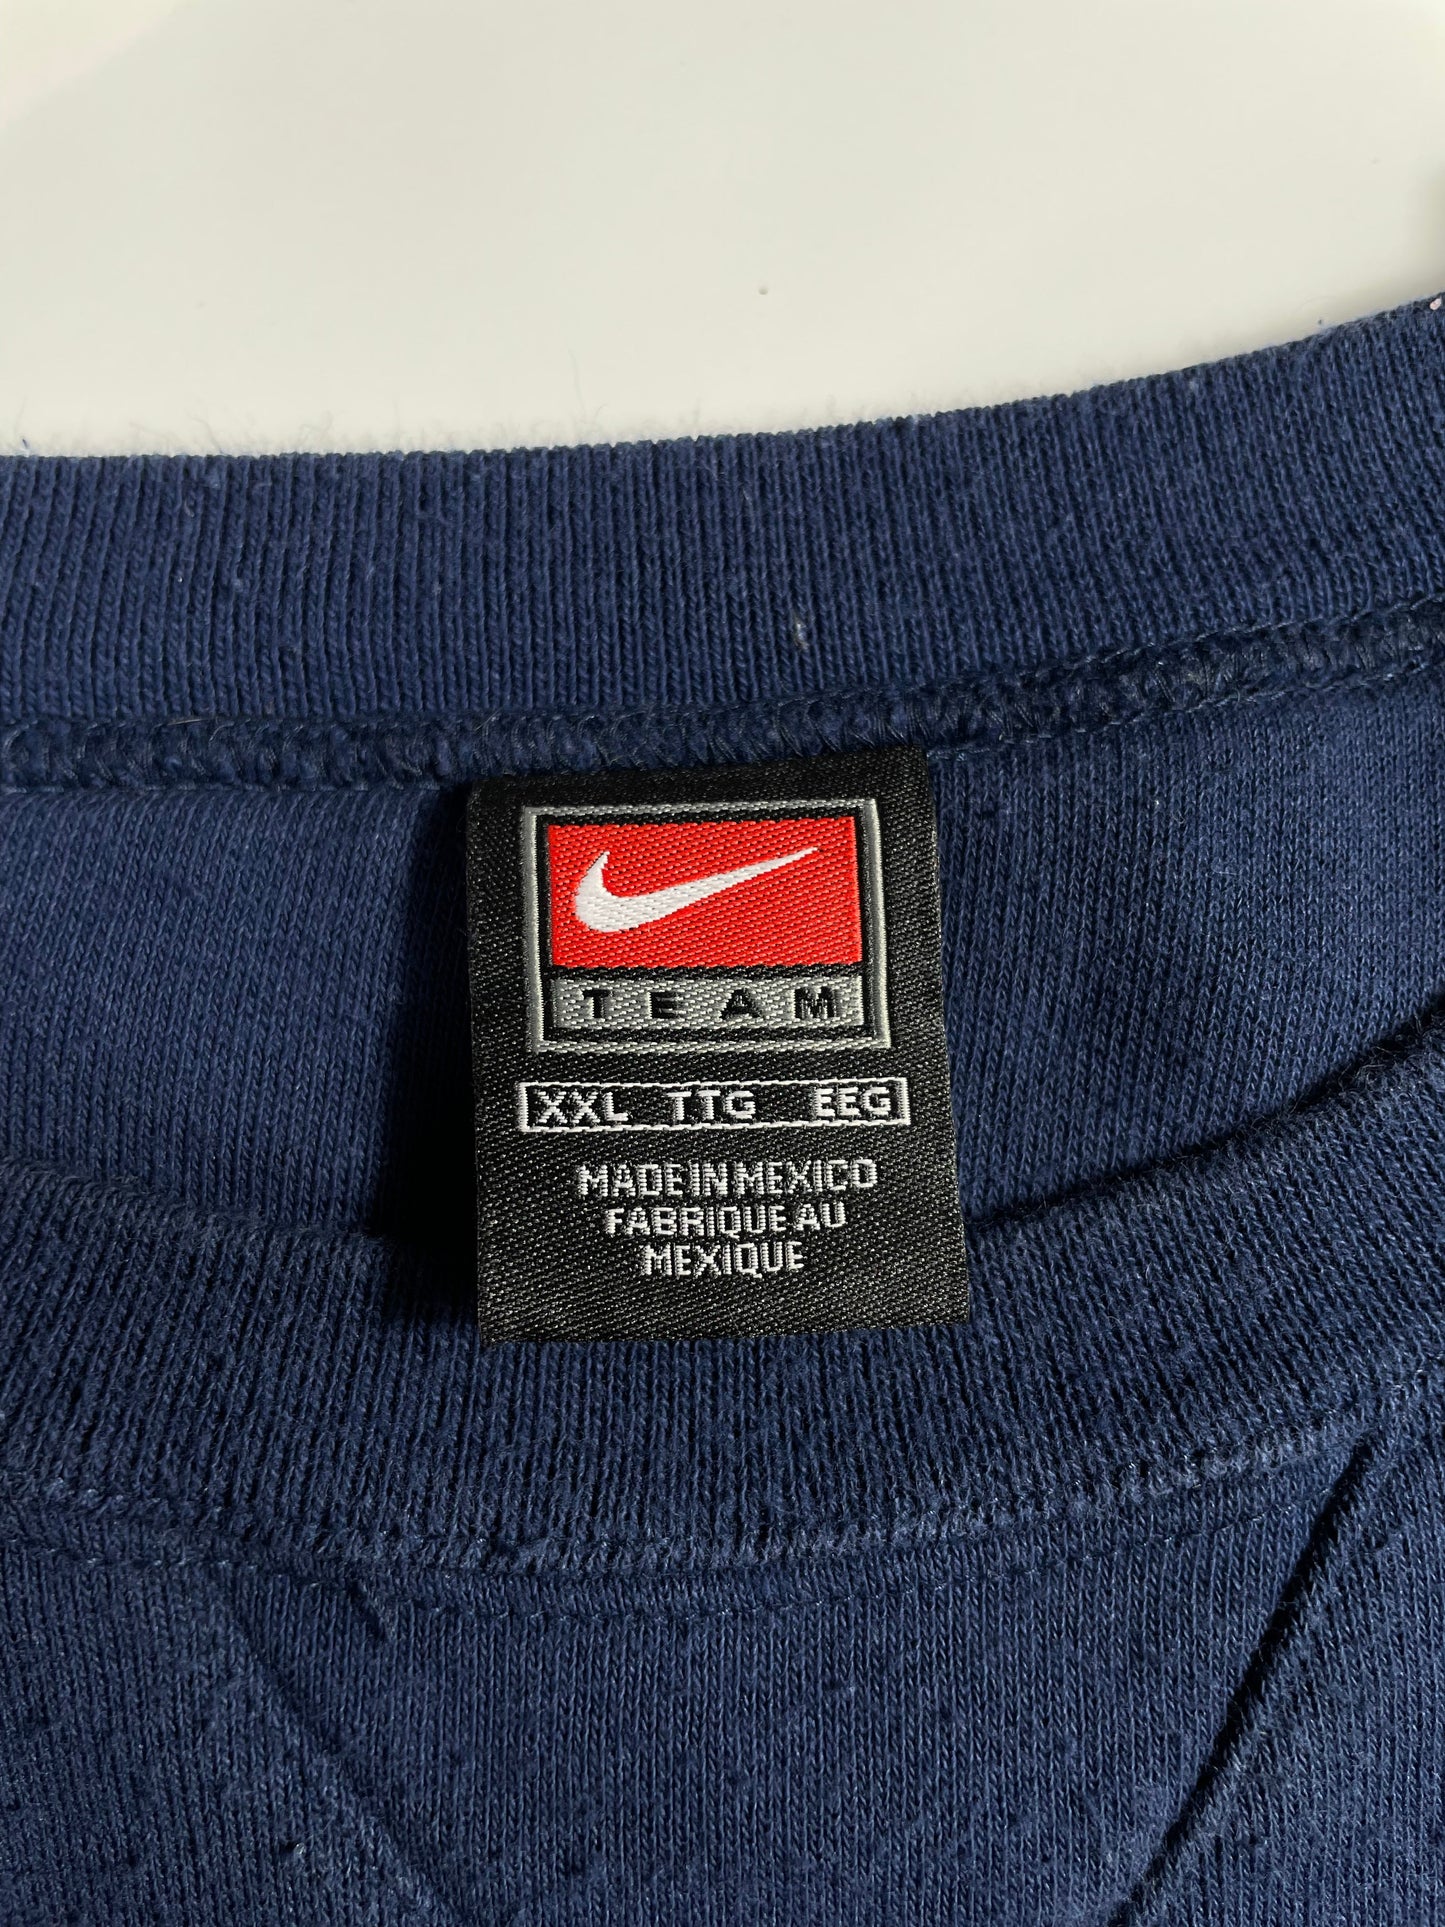 TEAM
XXL TTG EEG
MADE IN MEXICO
FABRIQUE AU
MEXIQUE